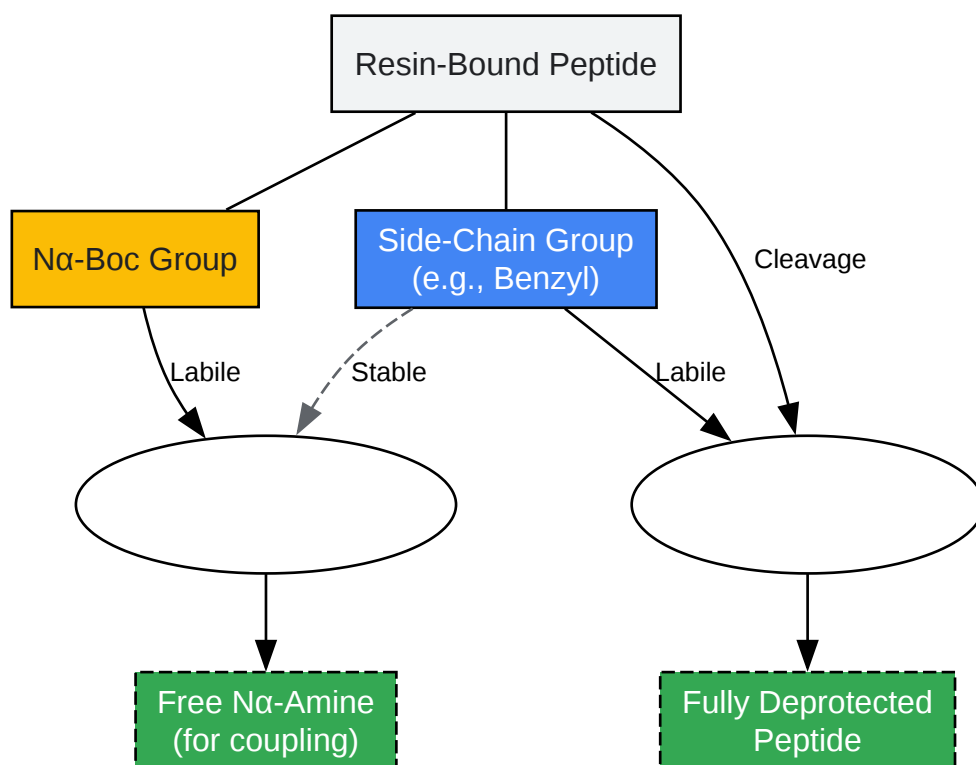 Resin-Bound Peptide
Nα-Boc Group
Side-Chain Group
(e.g., Benzyl)
Cleavage
Labile
Stable
Labile
Free Nα-Amine
(for coupling)
Fully Deprotected
Peptide